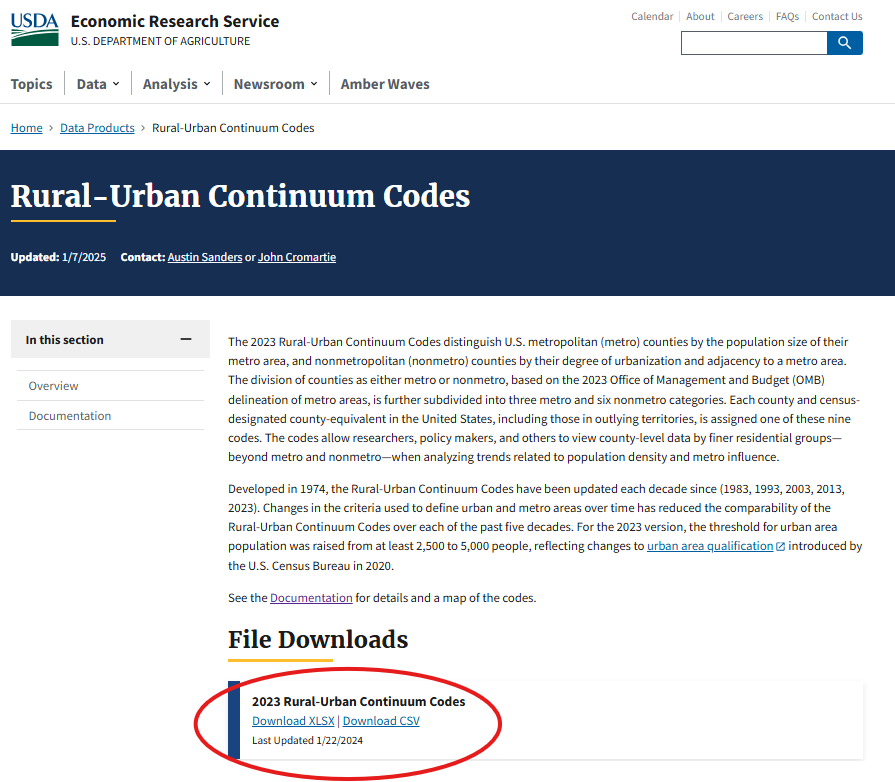 USDA
Economic Research Service
U.S. DEPARTMENT OF AGRICULTURE
Calendar About Careers FAQs Contact Us
Topics Data Analysis Newsroom Amber Waves
Home > Data Products > Rural-Urban Continuum Codes
Rural-Urban Continuum Codes
Updated: 1/7/2025 Contact: Austin Sanders or John Cromartie
In this section
Overview
Documentation
The 2023 Rural-Urban Continuum Codes distinguish U.S. metropolitan (metro) counties by the population size of their
metro area, and nonmetropolitan (nonmetro) counties by their degree of urbanization and adjacency to a metro area.
The division of counties as either metro or nonmetro, based on the 2023 Office of Management and Budget (OMB)
delineation of metro areas, is further subdivided into three metro and six nonmetro categories. Each county and census-
designated county-equivalent in the United States, including those in outlying territories, is assigned one of these nine
codes. The codes allow researchers, policy makers, and others to view county-level data by finer residential groups—
beyond metro and nonmetro—when analyzing trends related to population density and metro influence.
Developed in 1974, the Rural-Urban Continuum Codes have been updated each decade since (1983, 1993, 2003, 2013,
2023). Changes in the criteria used to define urban and metro areas over time has reduced the comparability of the
Rural-Urban Continuum Codes over each of the past five decades. For the 2023 version, the threshold for urban area
population was raised from at least 2,500 to 5,000 people, reflecting changes to urban area qualification introduced by
the U.S. Census Bureau in 2020.
See the Documentation for details and a map of the codes.
File Downloads
2023 Rural-Urban Continuum Codes
Download XLSX | Download CSV
Last Updated 1/22/2024